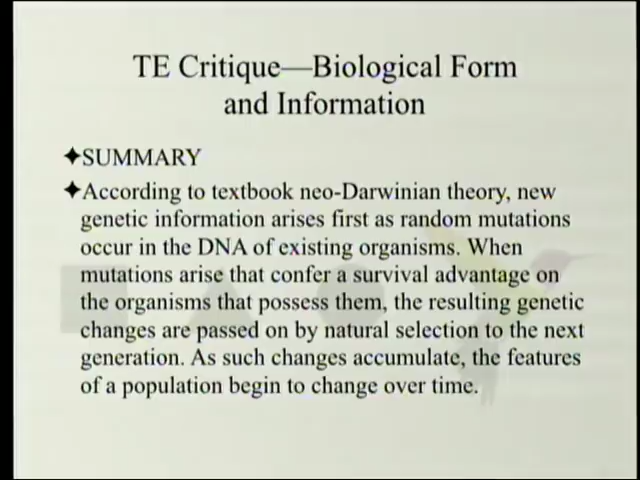 TE Critique—Biological Form
and Information
✦SUMMARY
✦According to textbook neo-Darwinian theory, new
genetic information arises first as random mutations
occur in the DNA of existing organisms. When
mutations arise that confer a survival advantage on
the organisms that possess them, the resulting genetic
changes are passed on by natural selection to the next
generation. As such changes accumulate, the features
of a population begin to change over time.